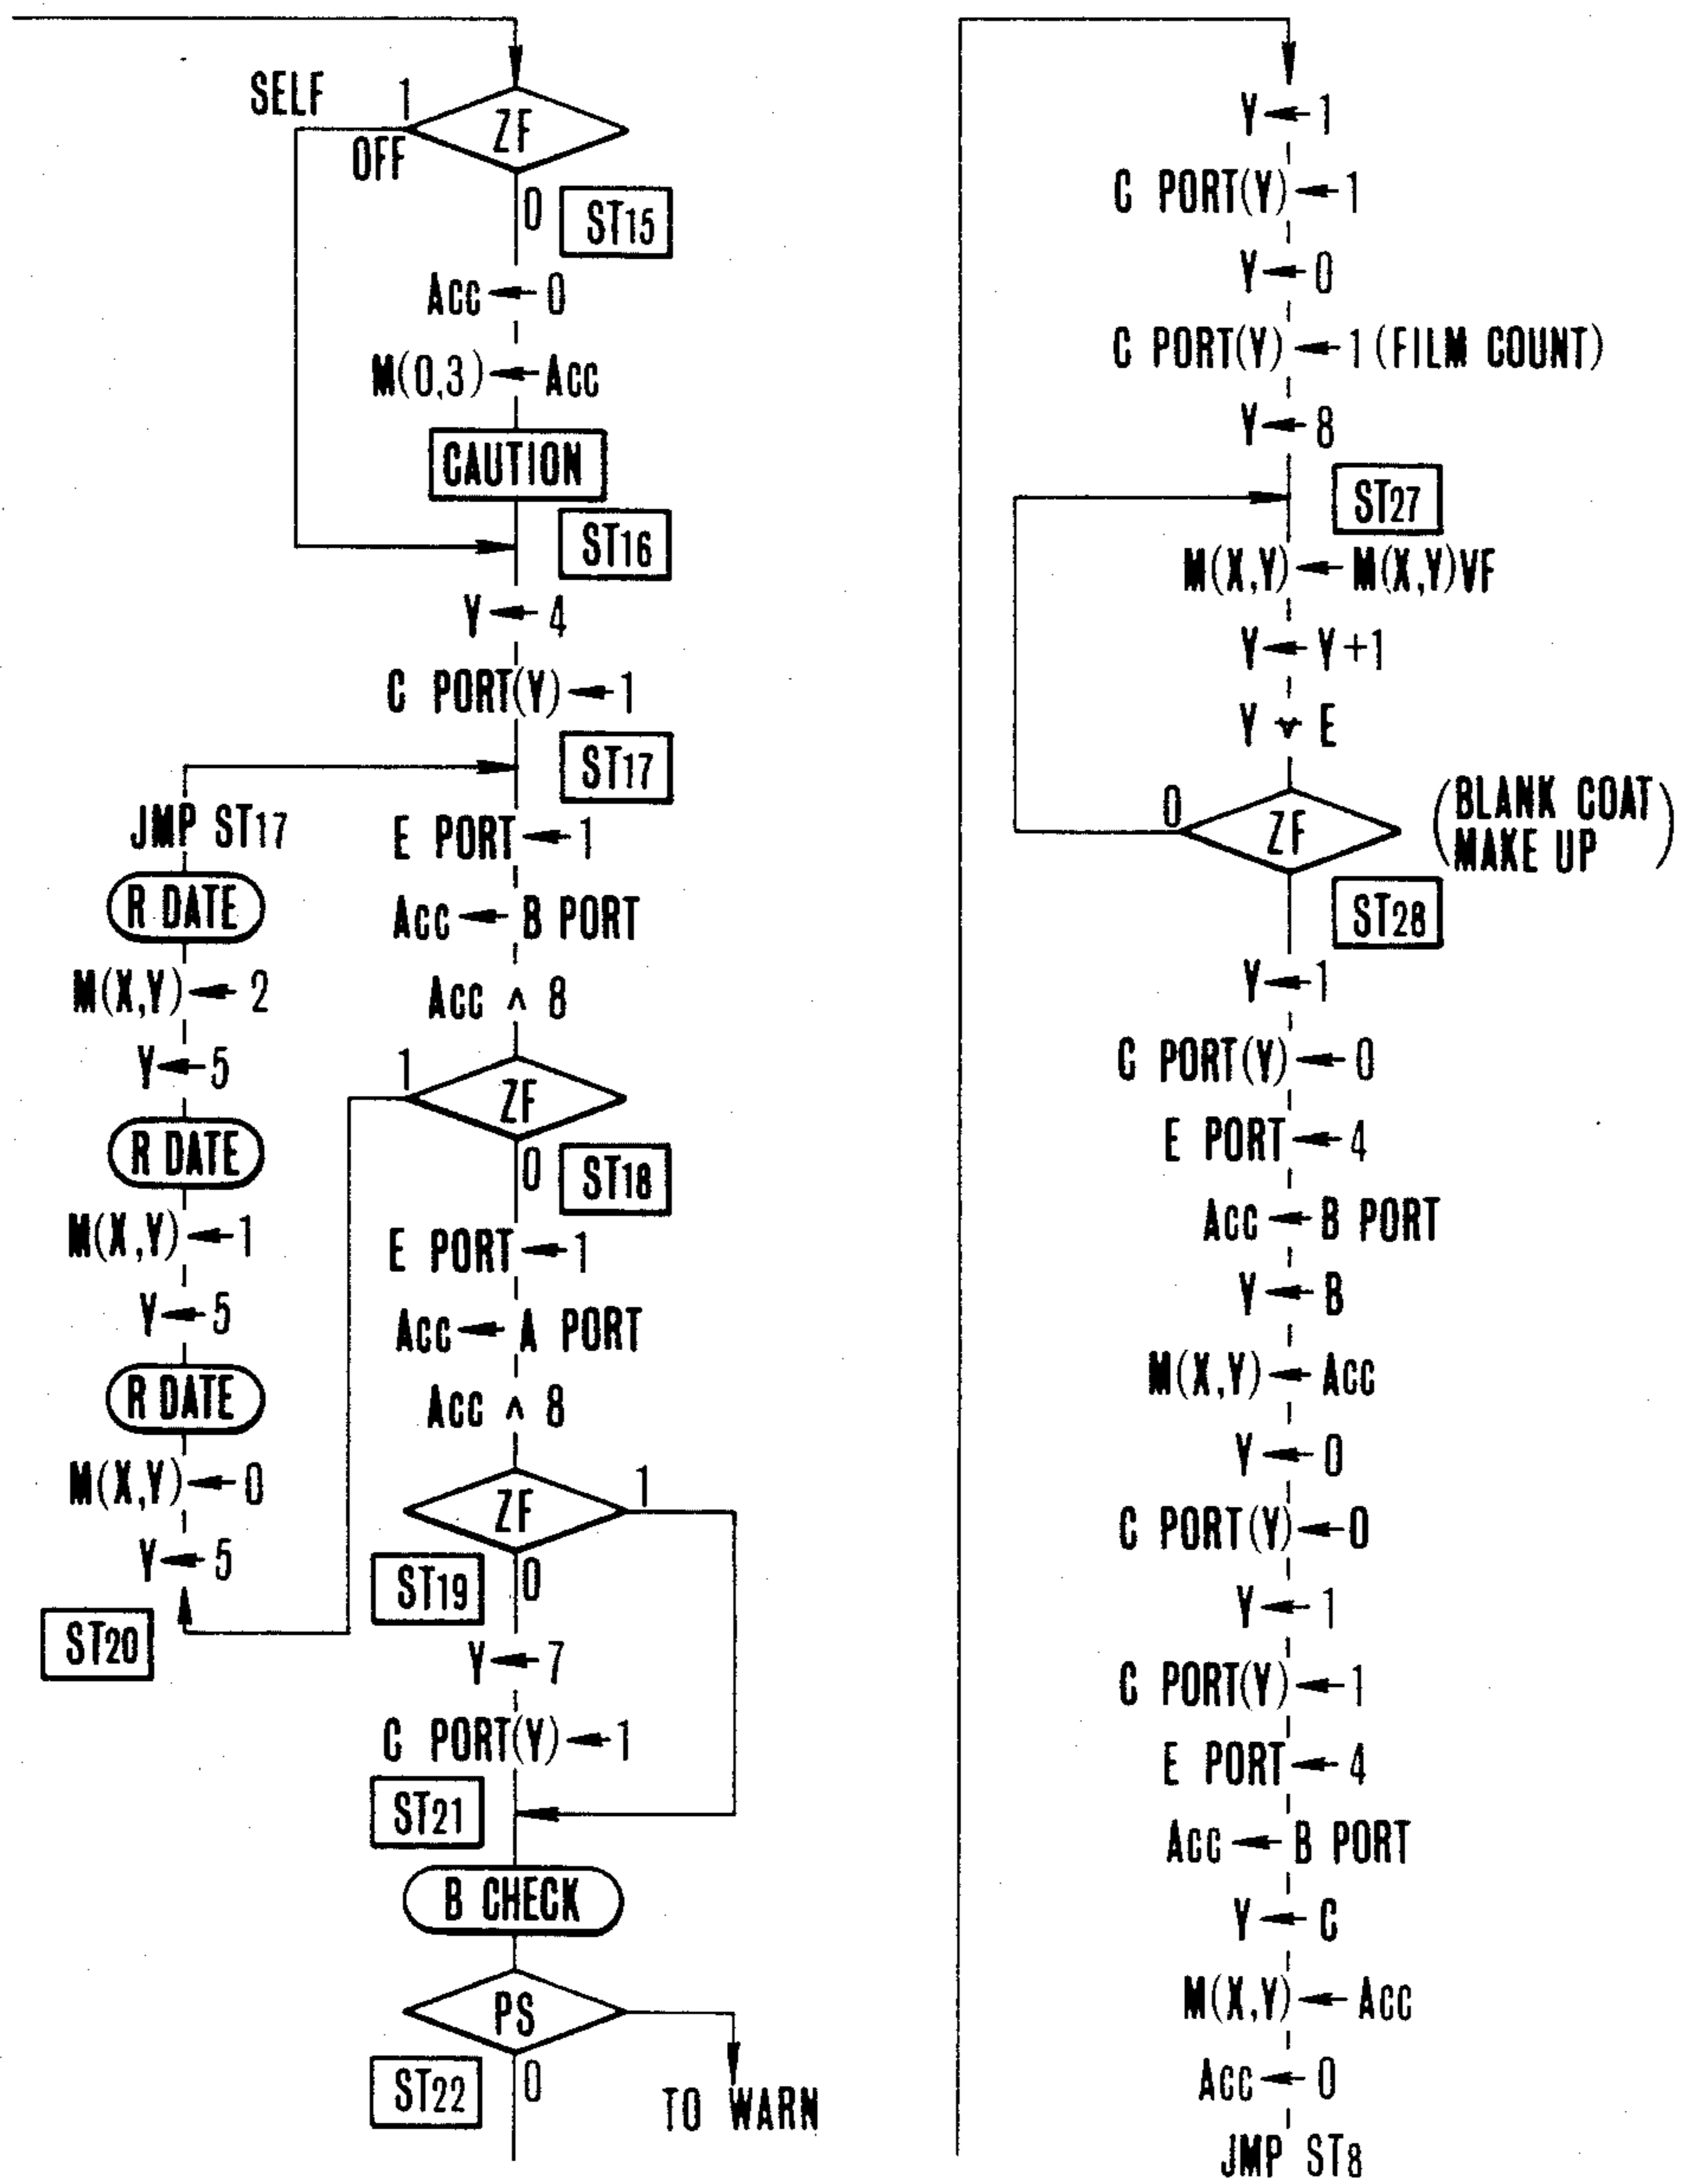 SELF
1
OFF
ZF
0
ST15
Acc ← 0
M(0,3) ← Acc
CAUTION
ST16
Y ← 4
C PORT(Y) ← 1
ST17
E PORT ← 1
Acc ← B PORT
Acc ∧ 8
1
ZF
0
ST18
E PORT ← 1
Acc ← A PORT
Acc ∧ 8
1
ZF
0
ST19
Y ← 7
C PORT(Y) ← 1
ST21
B CHECK
PS
0
ST22
TO WARN
JMP ST17
R DATE
M(X,Y) ← 2
Y ← 5
R DATE
M(X,Y) ← 1
Y ← 5
R DATE
M(X,Y) ← 0
Y ← 5
ST20
Y ← 1
C PORT(Y) ← 1
Y ← 0
C PORT(Y) ← 1 (FILM COUNT)
Y ← 8
ST27
M(X,Y) ← M(X,Y)VF
Y ← Y+1
Y ⊻ E
0
ZF
(BLANK COAT
MAKE UP)
ST28
Y ← 1
C PORT(Y) ← 0
E PORT ← 4
Acc ← B PORT
Y ← B
M(X,Y) ← Acc
Y ← 0
C PORT(Y) ← 0
Y ← 1
C PORT(Y) ← 1
E PORT ← 4
Acc ← B PORT
Y ← C
M(X,Y) ← Acc
Acc ← 0
JMP ST8